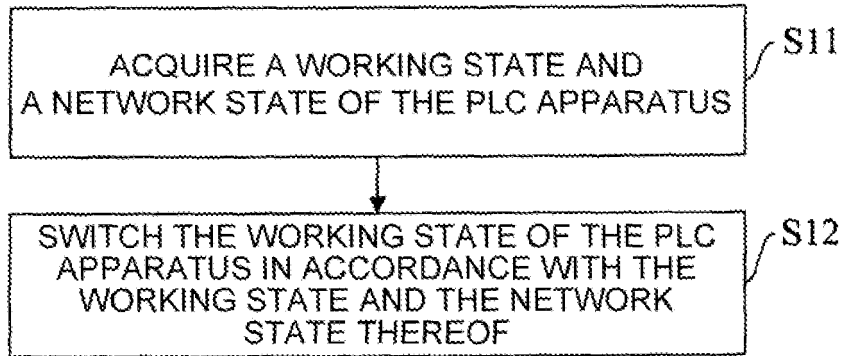 ACQUIRE A WORKING STATE AND
A NETWORK STATE OF THE PLC APPARATUS
S11
SWITCH THE WORKING STATE OF THE PLC
APPARATUS IN ACCORDANCE WITH THE
WORKING STATE AND THE NETWORK
STATE THEREOF
S12